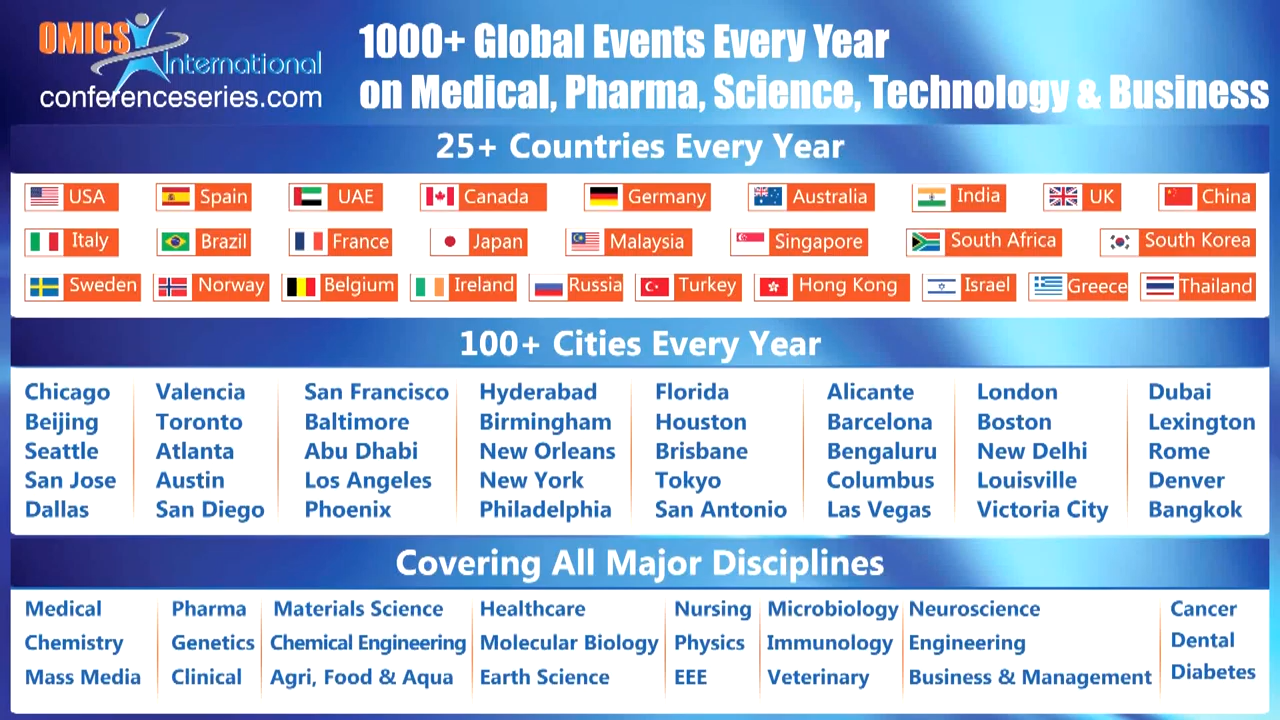 OMICS International
conferenceseries.com
1000+ Global Events Every Year
on Medical, Pharma, Science, Technology & Business
25+ Countries Every Year
USA Spain UAE Canada Germany Australia India UK China
Italy Brazil France Japan Malaysia Singapore South Africa South Korea
Sweden Norway Belgium Ireland Russia Turkey Hong Kong Israel Greece Thailand
100+ Cities Every Year
Chicago Valencia San Francisco Hyderabad Florida Alicante London Dubai
Beijing Toronto Baltimore Birmingham Houston Barcelona Boston Lexington
Seattle Atlanta Abu Dhabi New Orleans Brisbane Bengaluru New Delhi Rome
San Jose Austin Los Angeles New York Tokyo Columbus Louisville Denver
Dallas San Diego Phoenix Philadelphia San Antonio Las Vegas Victoria City Bangkok
Covering All Major Disciplines
Medical Pharma Materials Science Healthcare Nursing Microbiology Neuroscience Cancer
Chemistry Genetics Chemical Engineering Molecular Biology Physics Immunology Engineering Dental
Mass Media Clinical Agri, Food & Aqua Earth Science EEE Veterinary Business & Management Diabetes